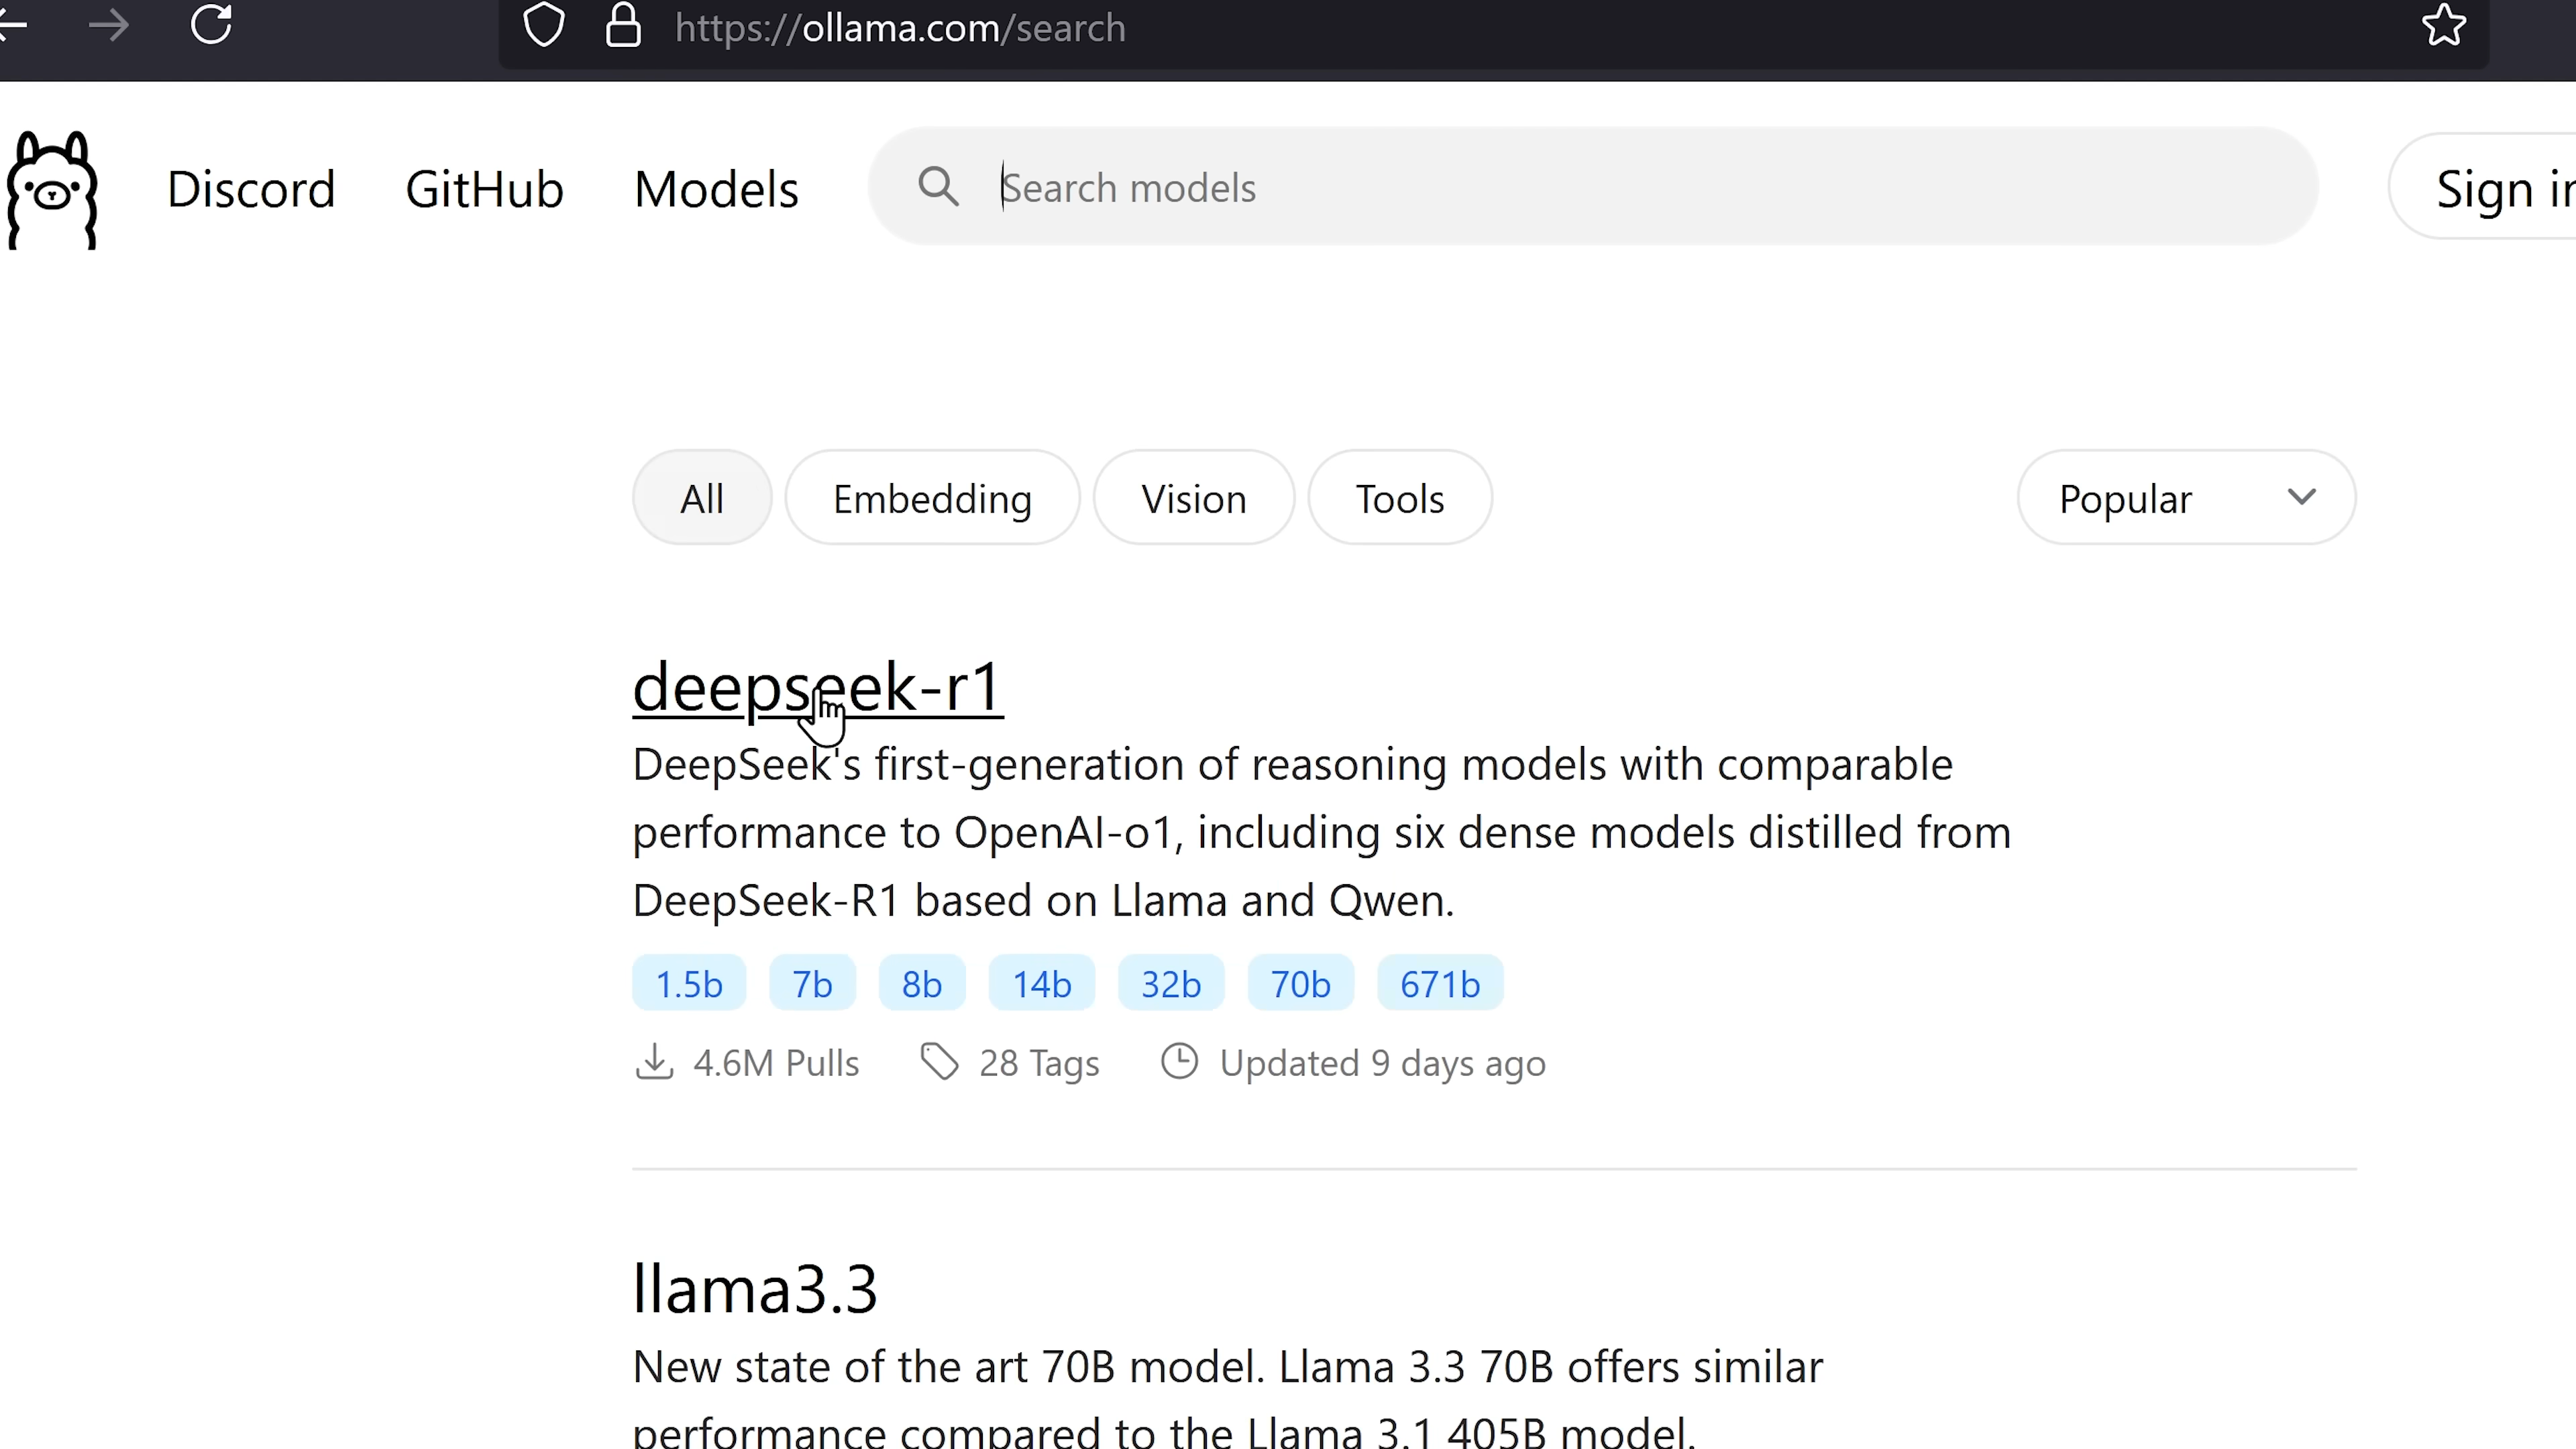 https://ollama.com/search
Discord GitHub Models Search models Sign in
All Embedding Vision Tools Popular
deepseek-r1
DeepSeek's first-generation of reasoning models with comparable
performance to OpenAI-o1, including six dense models distilled from
DeepSeek-R1 based on Llama and Qwen.
1.5b 7b 8b 14b 32b 70b 671b
4.6M Pulls 28 Tags Updated 9 days ago
llama3.3
New state of the art 70B model. Llama 3.3 70B offers similar
performance compared to the Llama 3.1 405B model.